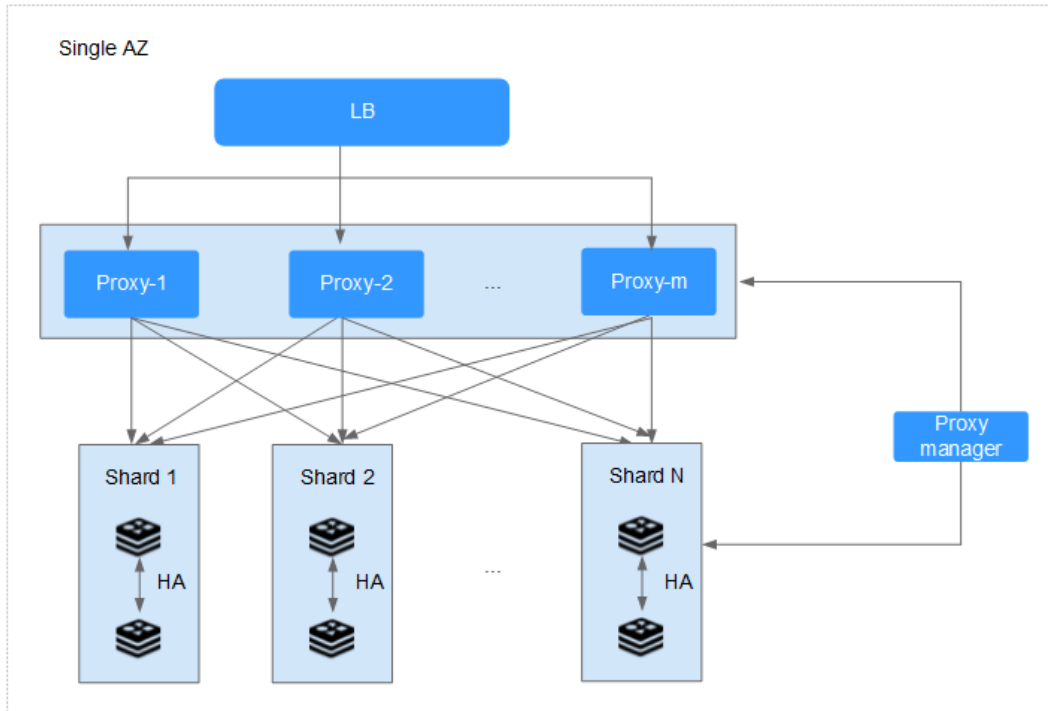 Single AZ
LB
Proxy-1
Proxy-2
...
Proxy-m
Proxy
manager
Shard 1
Shard 2
Shard N
HA
HA
...
HA